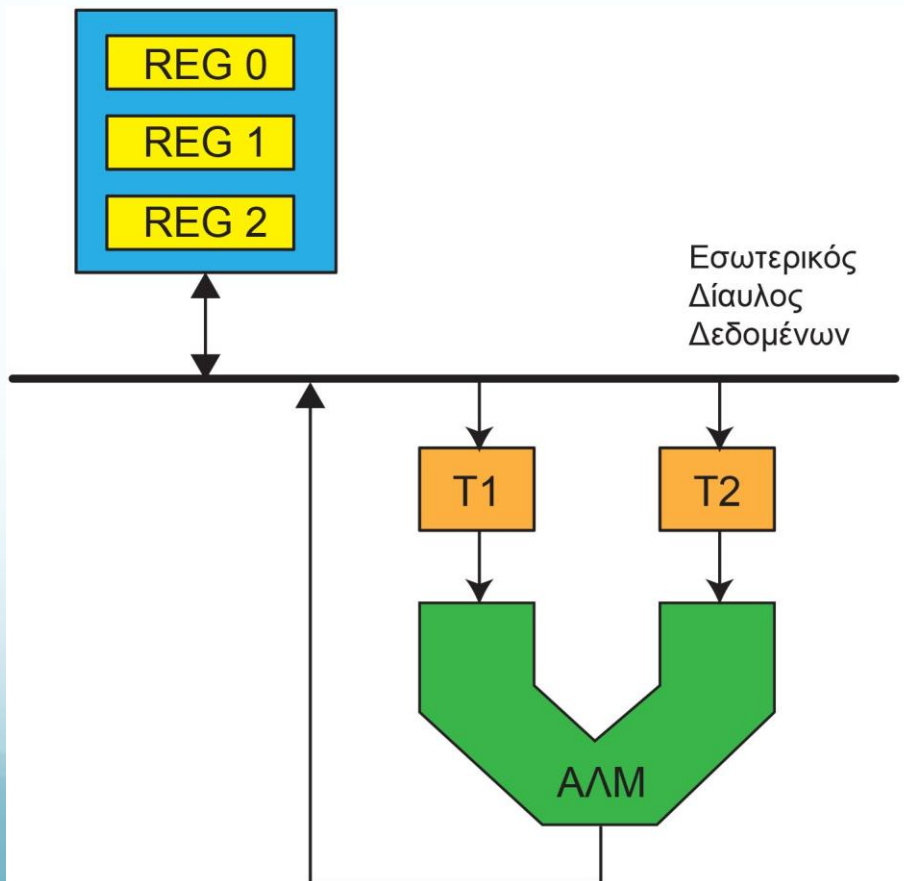 REG 0
REG 1
REG 2
Εσωτερικός
Δίαυλος
Δεδομένων
T1
T2
ΑΛΜ